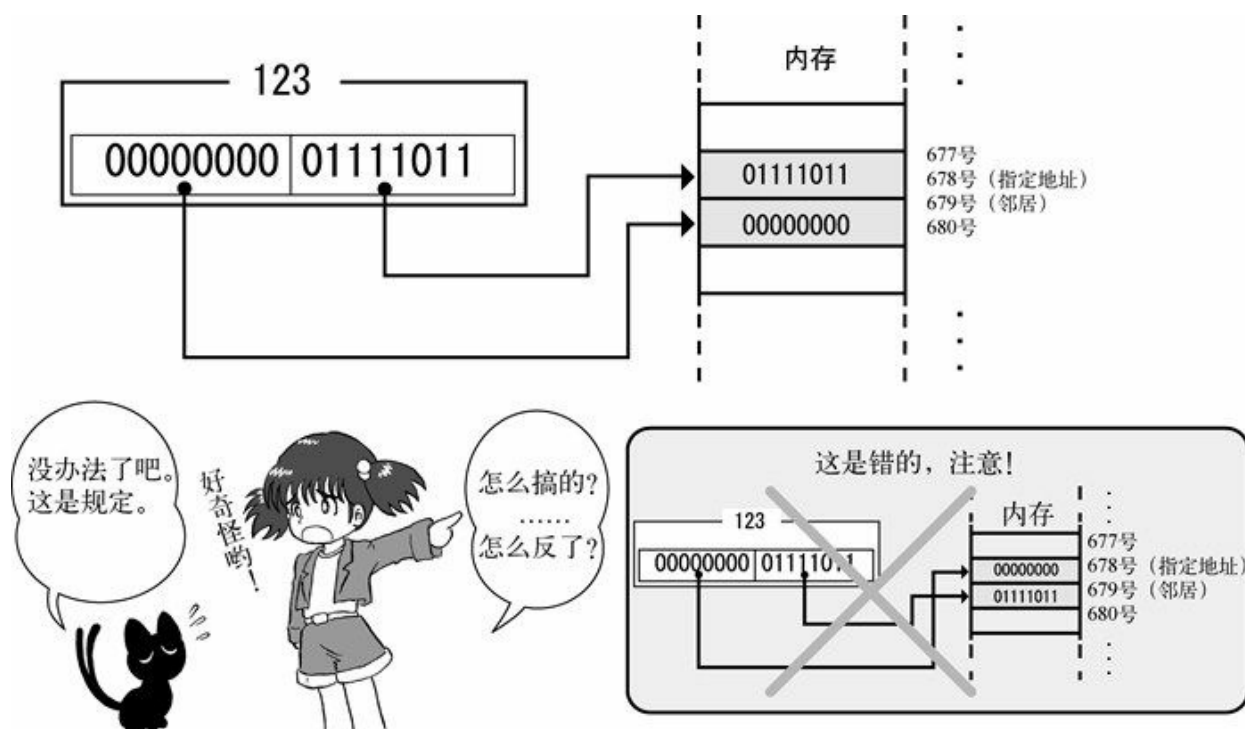 123
00000000 01111011
内存
01111011
00000000
677号
678号（指定地址）
679号（邻居）
680号
没办法了吧。
这是规定。
好奇怪哟！
怎么搞的?
……
怎么反了?
这是错的，注意!
123
00000000 01111011
内存
00000000
01111011
677号
678号（指定地址）
679号（邻居）
680号